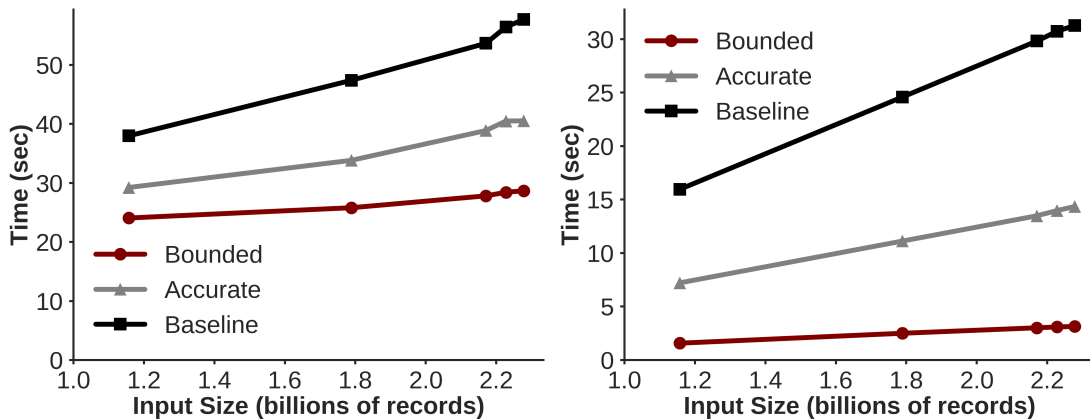 50
40
30
20
10
0
Time (sec)
Bounded
Accurate
Baseline
1.0 1.2 1.4 1.6 1.8 2.0 2.2
Input Size (billions of records)
30
25
20
15
10
5
0
Time (sec)
Bounded
Accurate
Baseline
1.0 1.2 1.4 1.6 1.8 2.0 2.2
Input Size (billions of records)